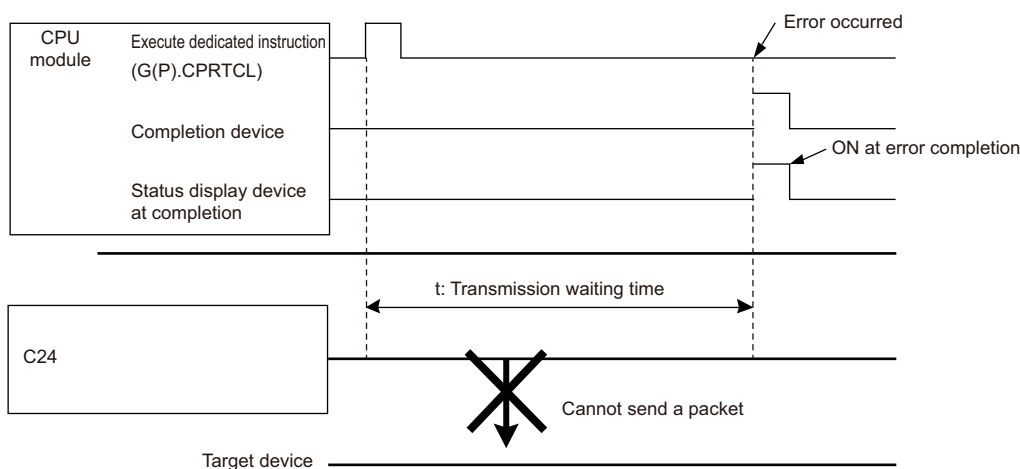 Error occurred
CPU
module
Execute dedicated instruction
(G(P).CPRTCL)
Completion device
ON at error completion
Status display device
at completion
t: Transmission waiting time
C24
Cannot send a packet
Target device